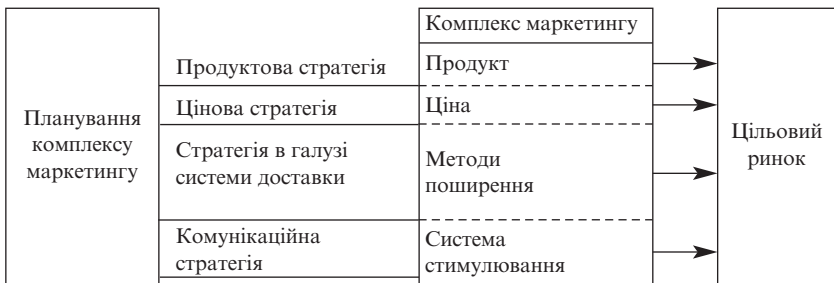 Планування
комплексу
маркетингу
Продуктова стратегія
Цінова стратегія
Стратегія в галузі
системи доставки
Комунікаційна
стратегія
Комплекс маркетингу
Продукт
Ціна
Методи
поширення
Система
стимулювання
Цільовий
ринок